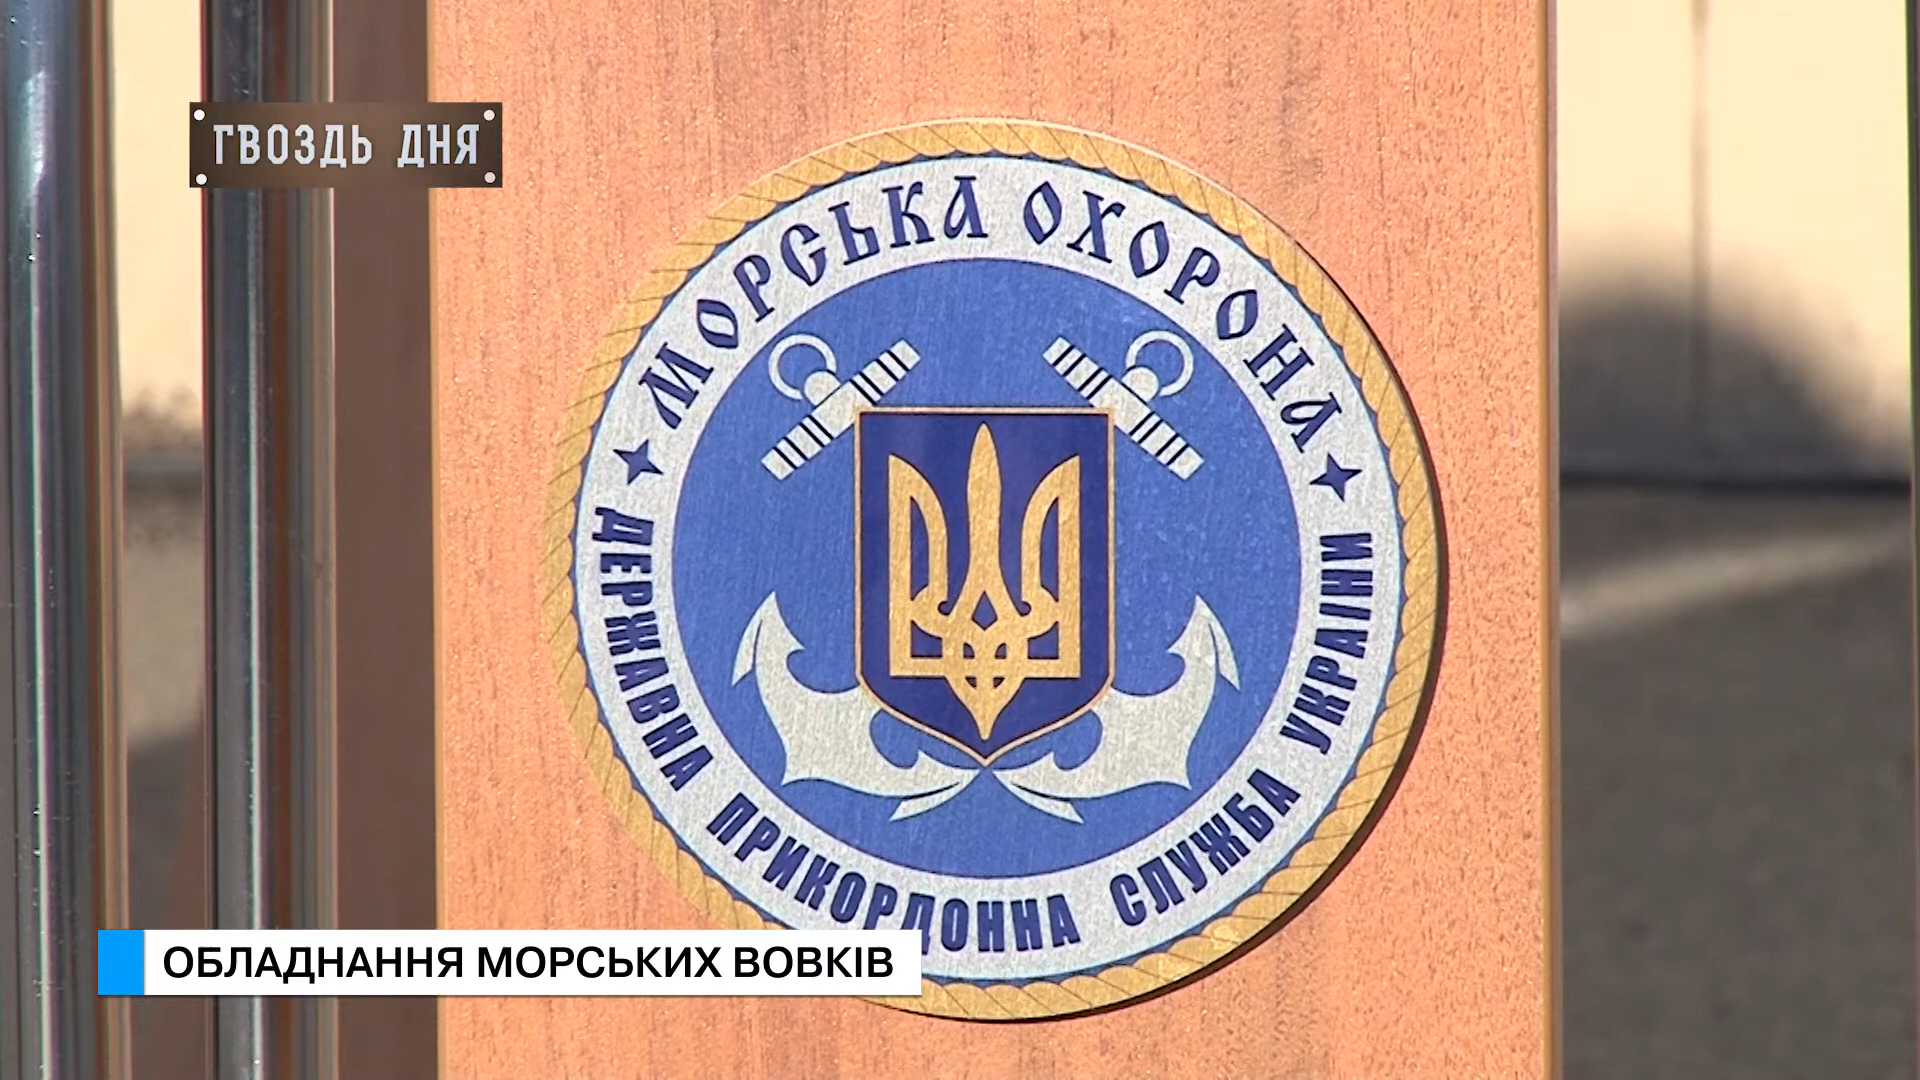 ГВОЗДЬ ДНЯ
МОРСЬКА ОХОРОНА
ДЕРЖАВНА ПРИКОРДОННА СЛУЖБА УКРАЇНИ
ОБЛАДНАННЯ МОРСЬКИХ ВОВКІВ